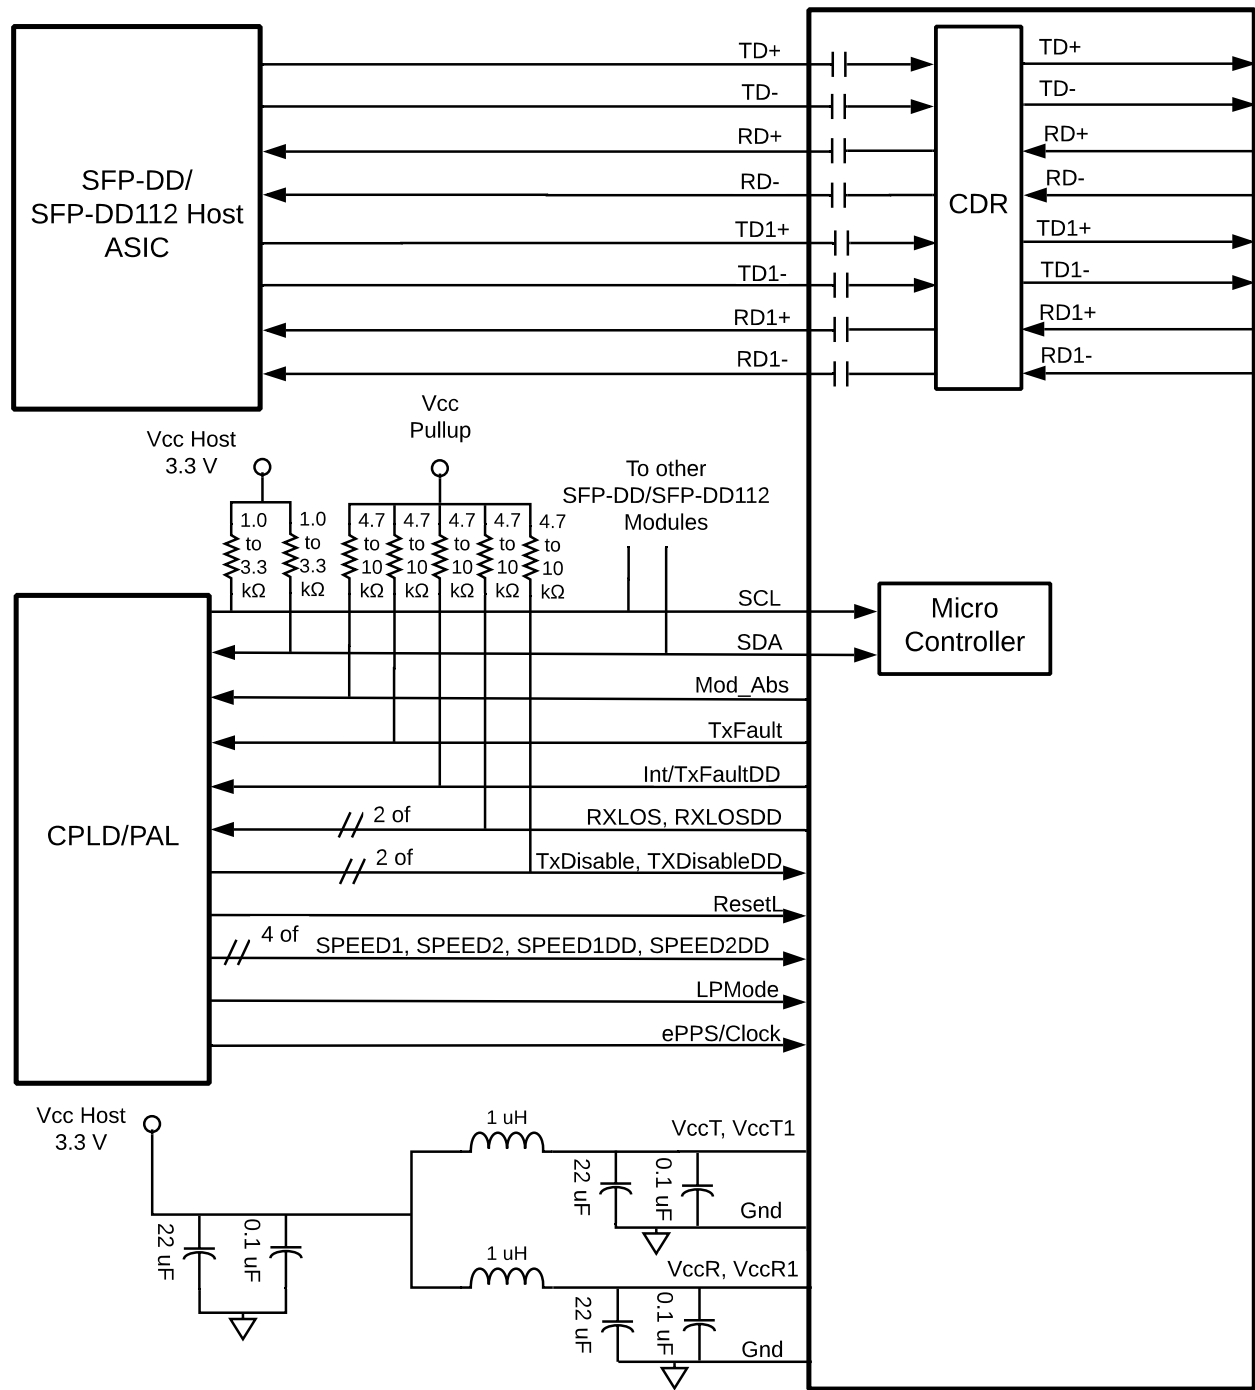 TD+
TD-
RD+
RD-
TD1+
TD1-
RD1+
RD1-
SFP-DD/
SFP-DD112 Host
ASIC
CDR
TD+
TD-
RD+
RD-
TD1+
TD1-
RD1+
RD1-
Vcc Host
3.3 V
Vcc
Pullup
To other
SFP-DD/SFP-DD112
Modules
1.0
to
3.3
kΩ
1.0
to
3.3
kΩ
4.7
to
10
kΩ
4.7
to
10
kΩ
4.7
to
10
kΩ
4.7
to
10
kΩ
4.7
to
10
kΩ
SCL
SDA
Micro
Controller
Mod_Abs
TxFault
Int/TxFaultDD
CPLD/PAL
2 of
RXLOS, RXLOSDD
2 of
TxDisable, TXDisableDD
ResetL
4 of
SPEED1, SPEED2, SPEED1DD, SPEED2DD
LPMode
ePPS/Clock
Vcc Host
3.3 V
22 uF
0.1 uF
1 uH
VccT, VccT1
22 uF
0.1 uF
Gnd
1 uH
VccR, VccR1
22 uF
0.1 uF
Gnd